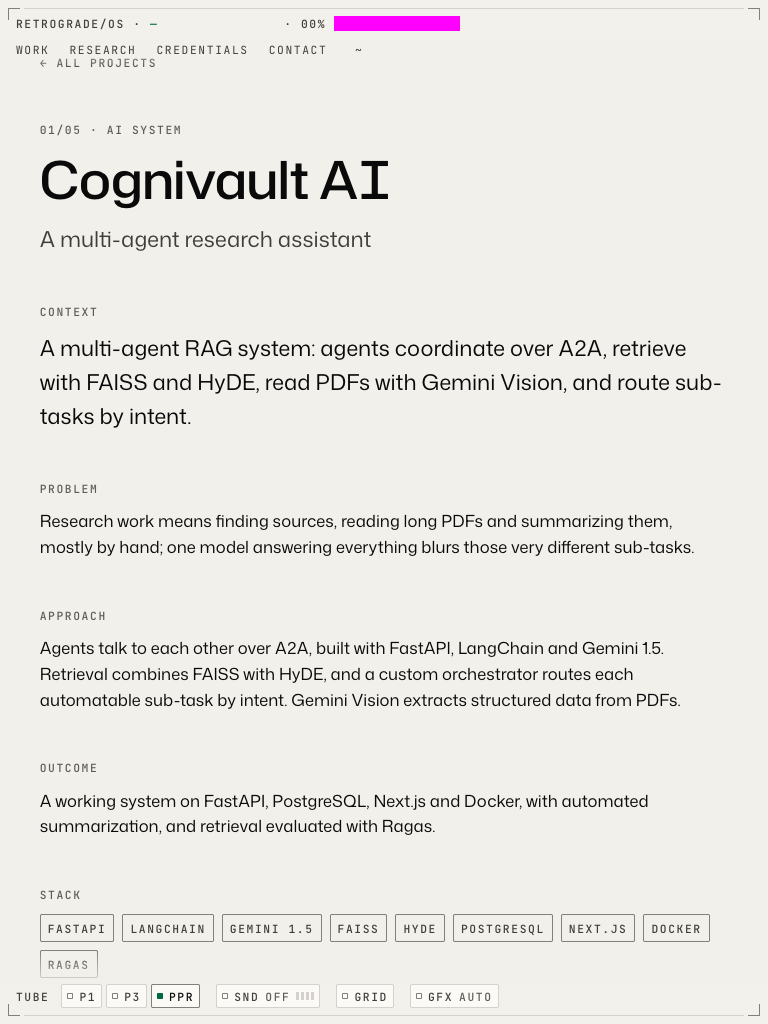 RETROGRADE/OS · — · 00%
WORK RESEARCH CREDENTIALS CONTACT ~
← ALL PROJECTS
01/05 · AI SYSTEM
Cognivault AI
A multi-agent research assistant
CONTEXT
A multi-agent RAG system: agents coordinate over A2A, retrieve
with FAISS and HyDE, read PDFs with Gemini Vision, and route sub-
tasks by intent.
PROBLEM
Research work means finding sources, reading long PDFs and summarizing them,
mostly by hand; one model answering everything blurs those very different sub-tasks.
APPROACH
Agents talk to each other over A2A, built with FastAPI, LangChain and Gemini 1.5.
Retrieval combines FAISS with HyDE, and a custom orchestrator routes each
automatable sub-task by intent. Gemini Vision extracts structured data from PDFs.
OUTCOME
A working system on FastAPI, PostgreSQL, Next.js and Docker, with automated
summarization, and retrieval evaluated with Ragas.
STACK
FASTAPI LANGCHAIN GEMINI 1.5 FAISS HYDE POSTGRESQL NEXT.JS DOCKER
RAGAS
TUBE P1 P3 PPR SND OFF GRID GFX AUTO